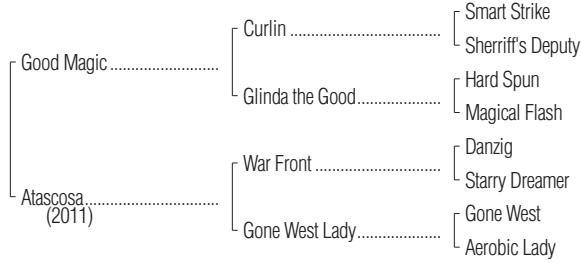 Smart Strike
Curlin ..............................
Sherriff's Deputy
Good Magic ..............................
Hard Spun
Glinda the Good......................
Magical Flash
Danzig
War Front ................................
Starry Dreamer
Atascosa......................................
(2011)
Gone West
Gone West Lady......................
Aerobic Lady